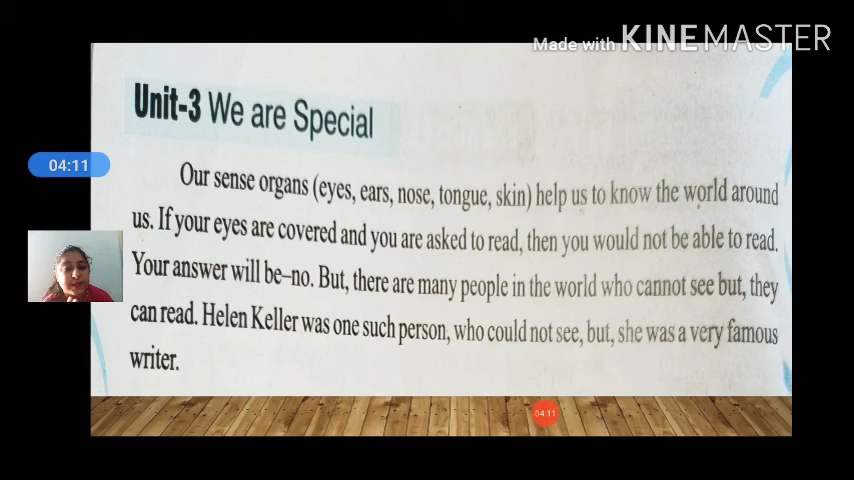 Made with KINEMASTER
Unit-3 We are Special
04:11
Our sense organs (eyes, ears, nose, tongue, skin) help us to know the world around
us. If your eyes are covered and you are asked to read, then you would not be able to read.
Your answer will be–no. But, there are many people in the world who cannot see but, they
can read. Helen Keller was one such person, who could not see, but, she was a very famous
writer.
04:11